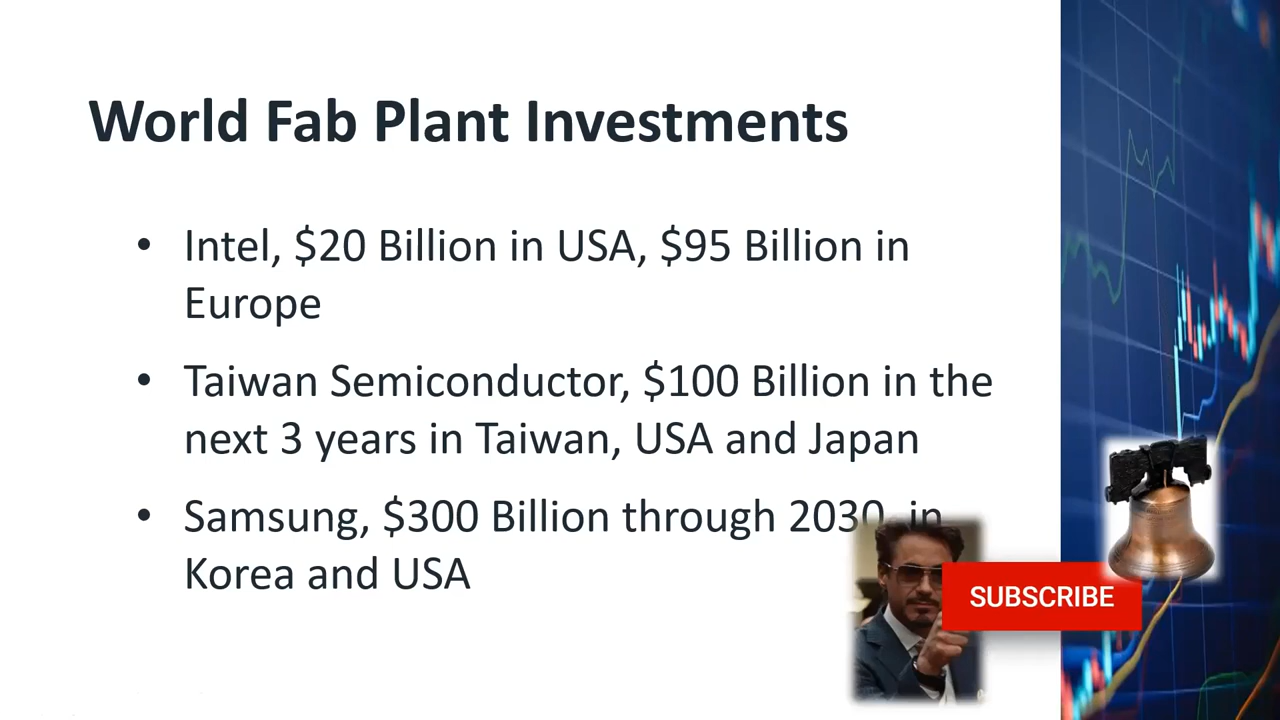 World Fab Plant Investments
• Intel, $20 Billion in USA, $95 Billion in
Europe
• Taiwan Semiconductor, $100 Billion in the
next 3 years in Taiwan, USA and Japan
• Samsung, $300 Billion through 2030, in
Korea and USA
SUBSCRIBE